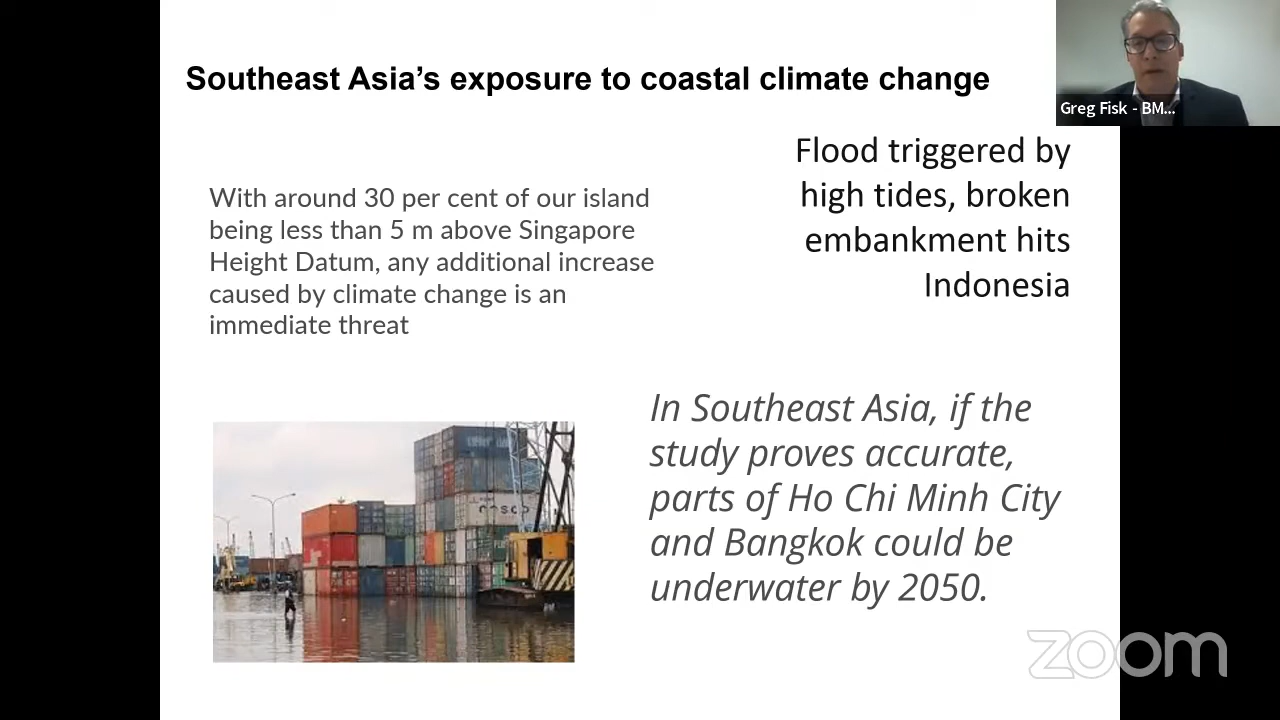 Southeast Asia’s exposure to coastal climate change
Greg Fisk - BM...
Flood triggered by
high tides, broken
embankment hits
Indonesia
With around 30 per cent of our island
being less than 5 m above Singapore
Height Datum, any additional increase
caused by climate change is an
immediate threat
In Southeast Asia, if the
study proves accurate,
parts of Ho Chi Minh City
and Bangkok could be
underwater by 2050.
zoom